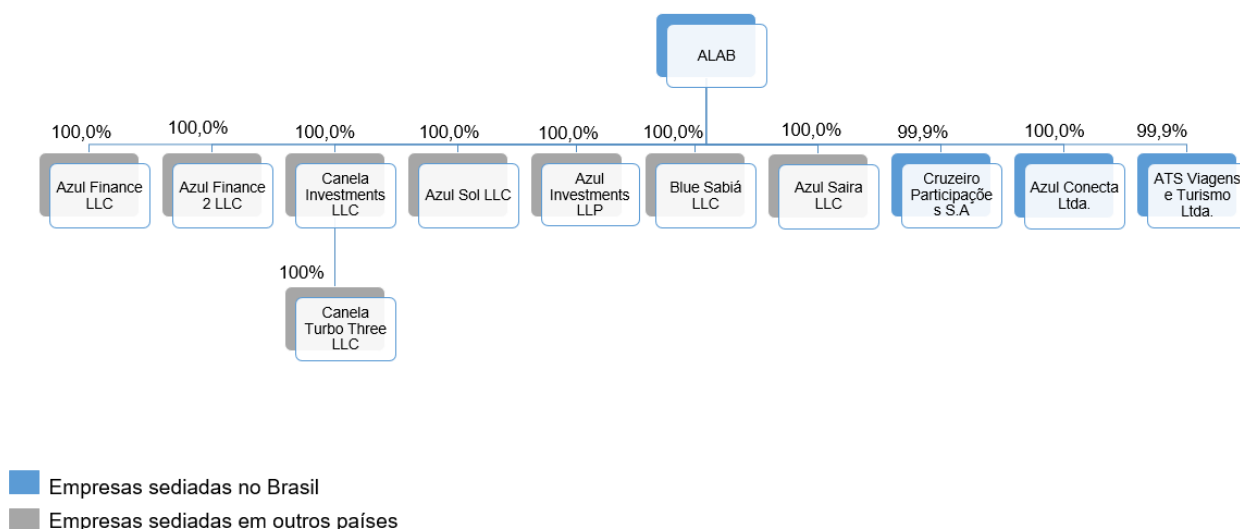 ALAB
100,0%
100,0%
100,0%
100,0%
100,0%
100,0%
100,0%
99,9%
100,0%
99,9%
Azul Finance
LLC
Azul Finance
2 LLC
Canela
Investments
LLC
Azul Sol LLC
Azul
Investments
LLP
Blue Sabiá
LLC
Azul Saira
LLC
Cruzeiro
Participaçõe
s S.A
Azul Conecta
Ltda.
ATS Viagens
e Turismo
Ltda.
100%
Canela
Turbo Three
LLC
Empresas sediadas no Brasil
Empresas sediadas em outros países